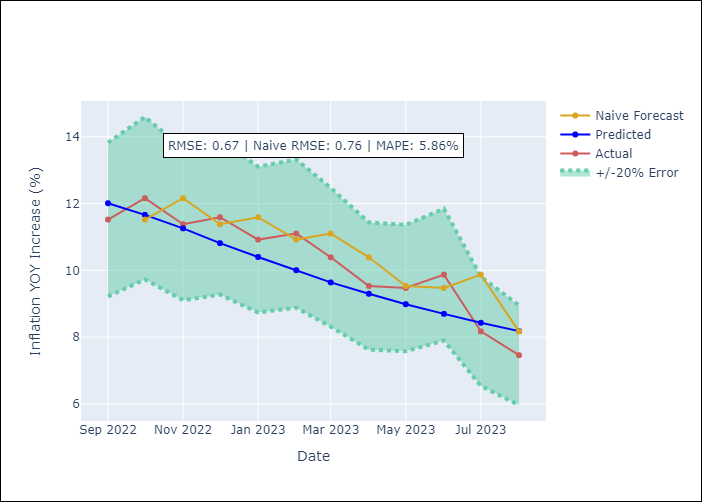 RMSE: 0.67 | Naive RMSE: 0.76 | MAPE: 5.86%
Naive Forecast
Predicted
Actual
+/-20% Error
Inflation YOY Increase (%)
14
12
10
8
6
Sep 2022
Nov 2022
Jan 2023
Mar 2023
May 2023
Jul 2023
Date